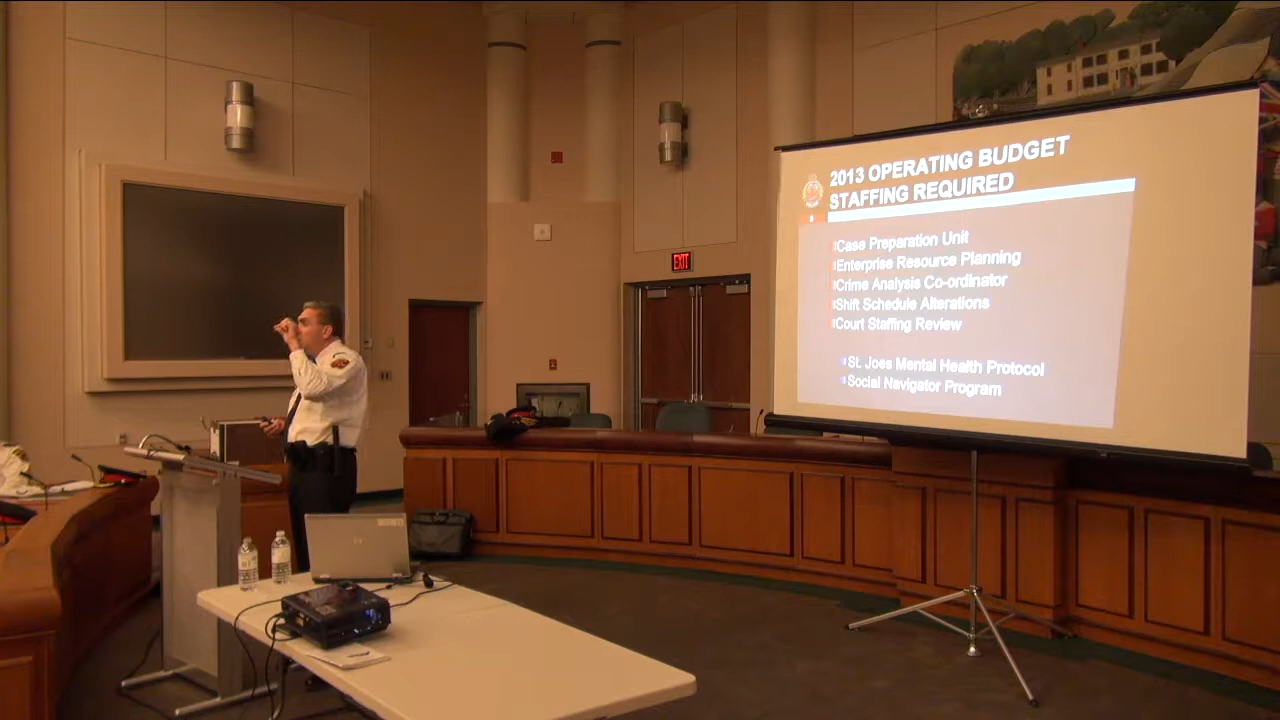 2013 OPERATING BUDGET
STAFFING REQUIRED
Case Preparation Unit
Enterprise Resource Planning
Crime Analysis Co-ordinator
Shift Schedule Alterations
Court Staffing Review
St. Joes Mental Health Protocol
Social Navigator Program
EXIT